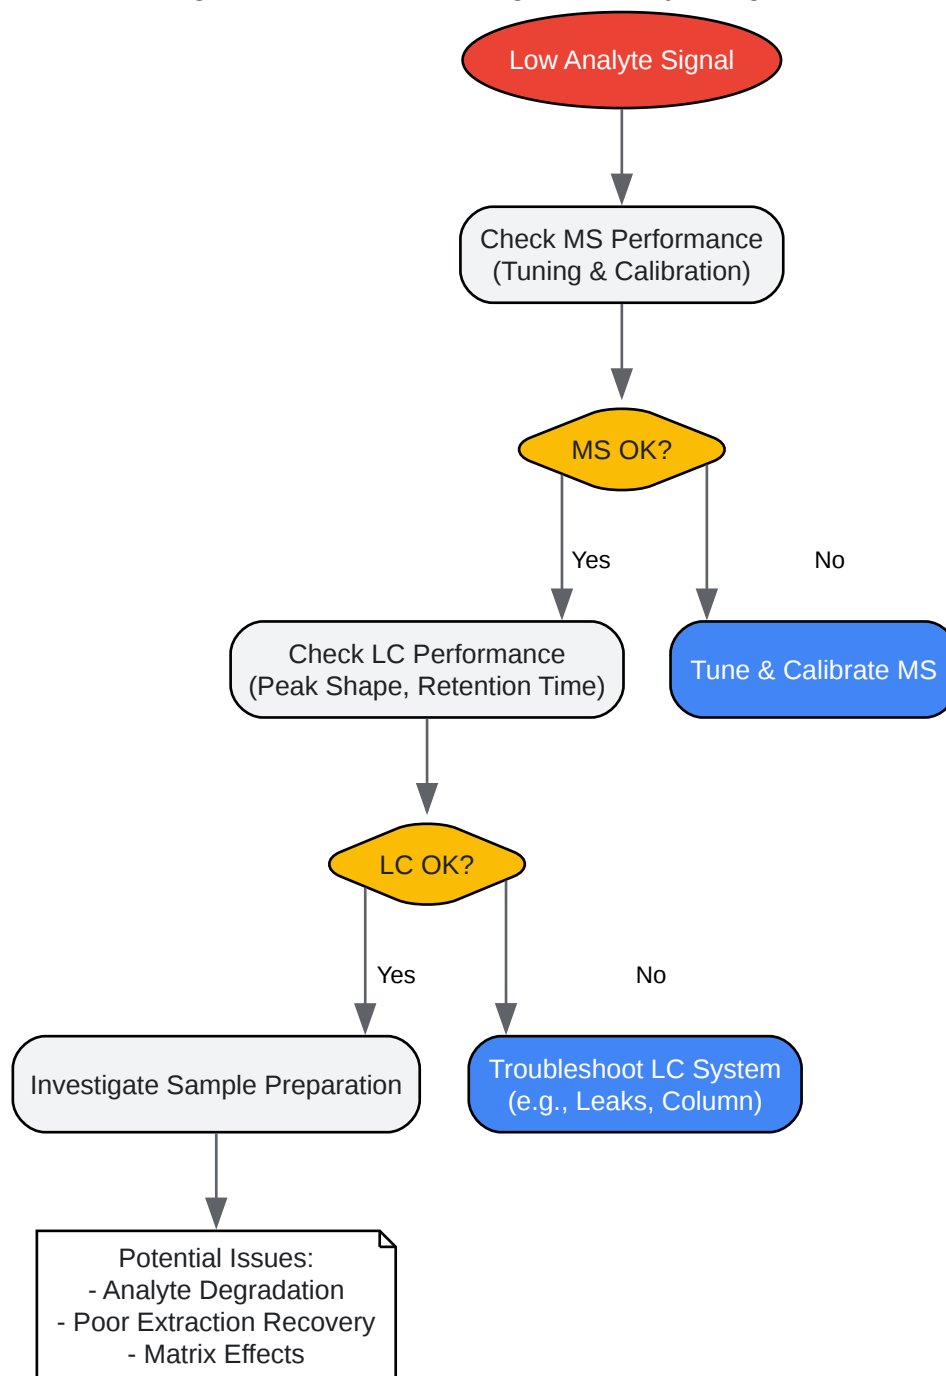 Low Analyte Signal
Check MS Performance
(Tuning & Calibration)
MS OK?
Yes
No
Check LC Performance
(Peak Shape, Retention Time)
Tune & Calibrate MS
LC OK?
Yes
No
Investigate Sample Preparation
Troubleshoot LC System
(e.g., Leaks, Column)
Potential Issues:
- Analyte Degradation
- Poor Extraction Recovery
- Matrix Effects